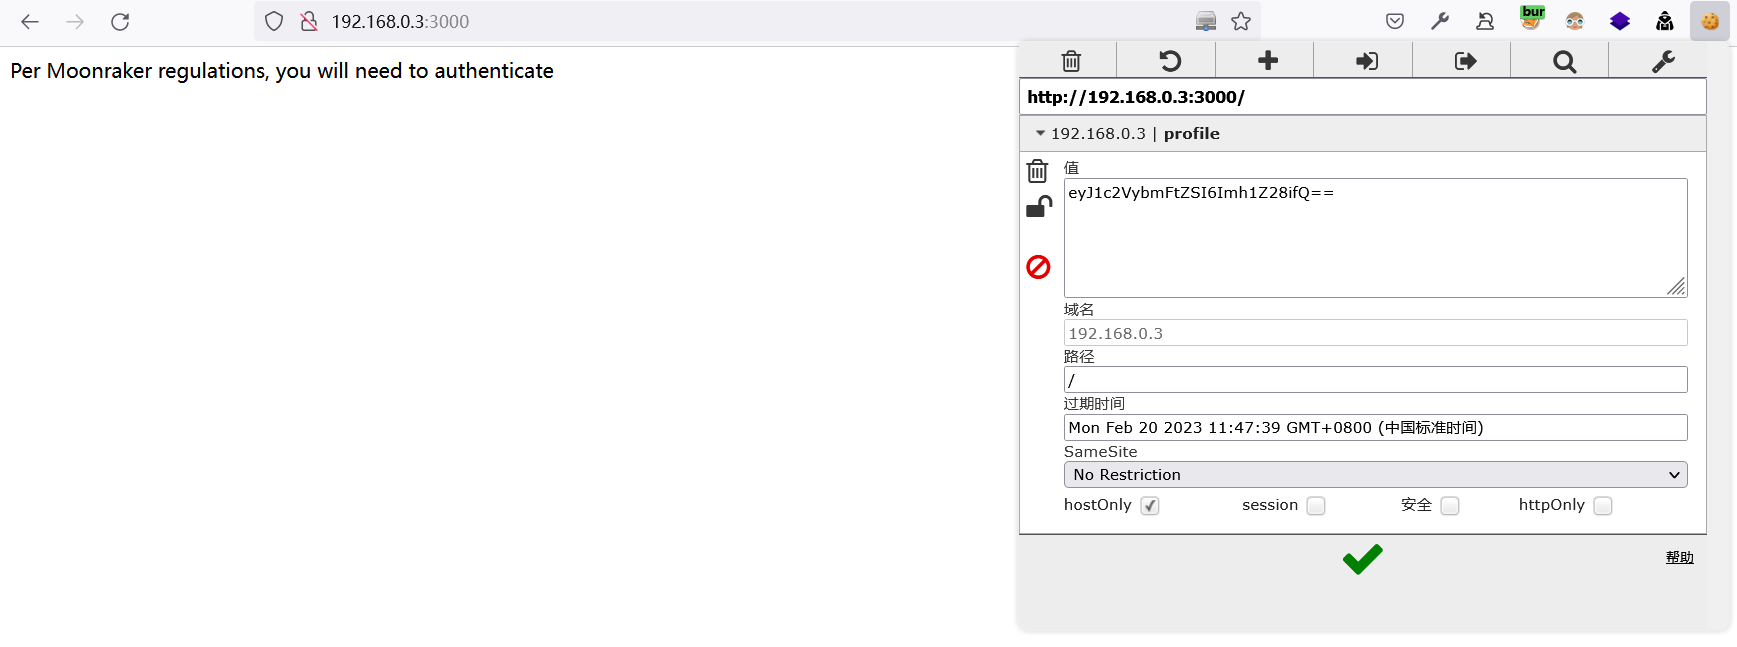 192.168.0.3:3000
bur
Per Moonraker regulations, you will need to authenticate
http://192.168.0.3:3000/
192.168.0.3 | profile
值
eyJ1c2VybmFtZSI6Imh1Z28ifQ==
域名
192.168.0.3
路径
/
过期时间
Mon Feb 20 2023 11:47:39 GMT+0800 (中国标准时间)
SameSite
No Restriction
hostOnly session 安全 httpOnly
帮助